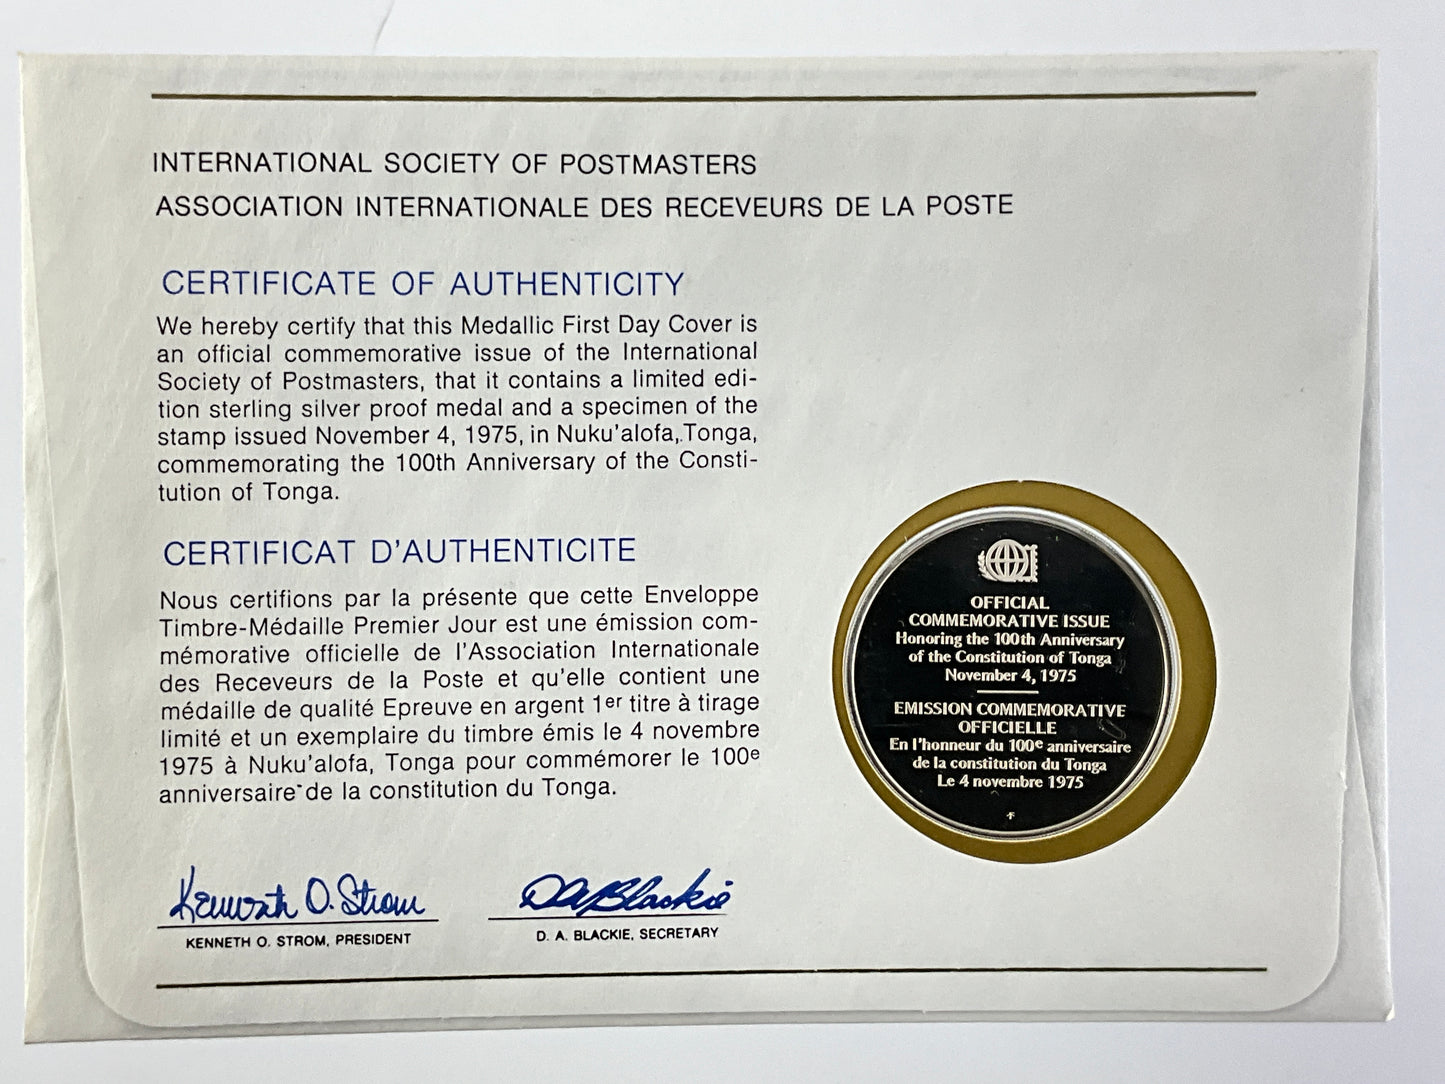 INTERNATIONAL SOCIETY OF POSTMASTERS
ASSOCIATION INTERNATIONALE DES RECEVEURS DE LA POSTE
CERTIFICATE OF AUTHENTICITY
We hereby certify that this Medallic First Day Cover is
an official commemorative issue of the International
Society of Postmasters, that it contains a limited edi-
tion sterling silver proof medal and a specimen of the
stamp issued November 4, 1975, in Nuku'alofa, Tonga,
commemorating the 100th Anniversary of the Consti-
tution of Tonga.
CERTIFICAT D'AUTHENTICITE
Nous certifions par la présente que cette Enveloppe
Timbre-Médaille Premier Jour est une émission com-
mémorative officielle de l'Association Internationale
des Receveurs de la Poste et qu'elle contient une
médaille de qualité Epreuve en argent 1er titre à tirage
limité et un exemplaire du timbre émis le 4 novembre
1975 à Nuku'alofa, Tonga pour commémorer le 100e
anniversaire de la constitution du Tonga.
Kenneth O. Strom
D A Blackie
KENNETH O. STROM, PRESIDENT
D. A. BLACKIE, SECRETARY
OFFICIAL
COMMEMORATIVE ISSUE
Honoring the 100th Anniversary
of the Constitution of Tonga
November 4, 1975
EMISSION COMMEMORATIVE
OFFICIELLE
En l'honneur du 100e anniversaire
de la constitution du Tonga
Le 4 novembre 1975